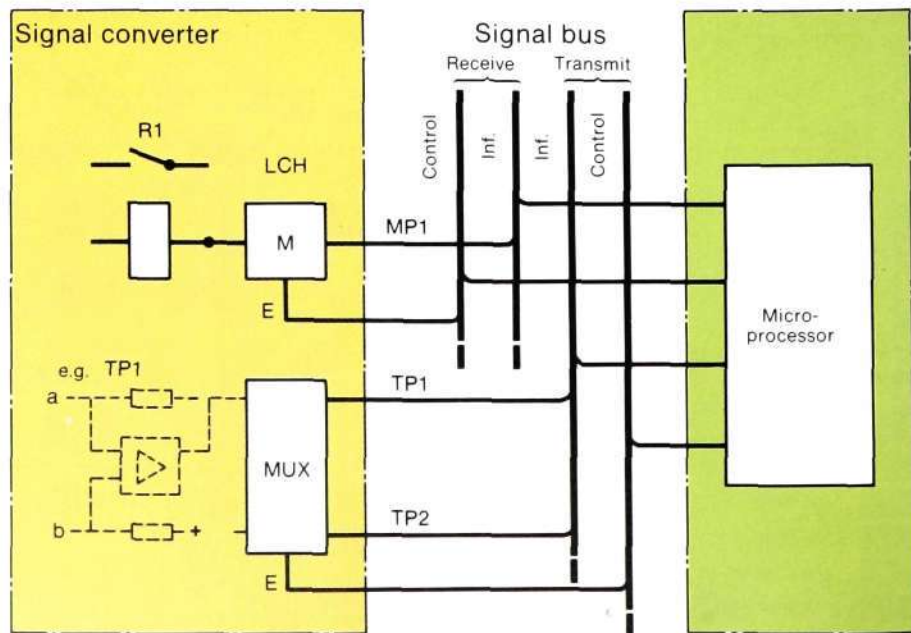 Signal converter
Signal bus
Receive Transmit
Control
Inf.
Inf.
Control
R1
LCH
M
MP1
E
Micro-
processor
e.g. TP1
a
-
TP1
MUX
b
+
TP2
E